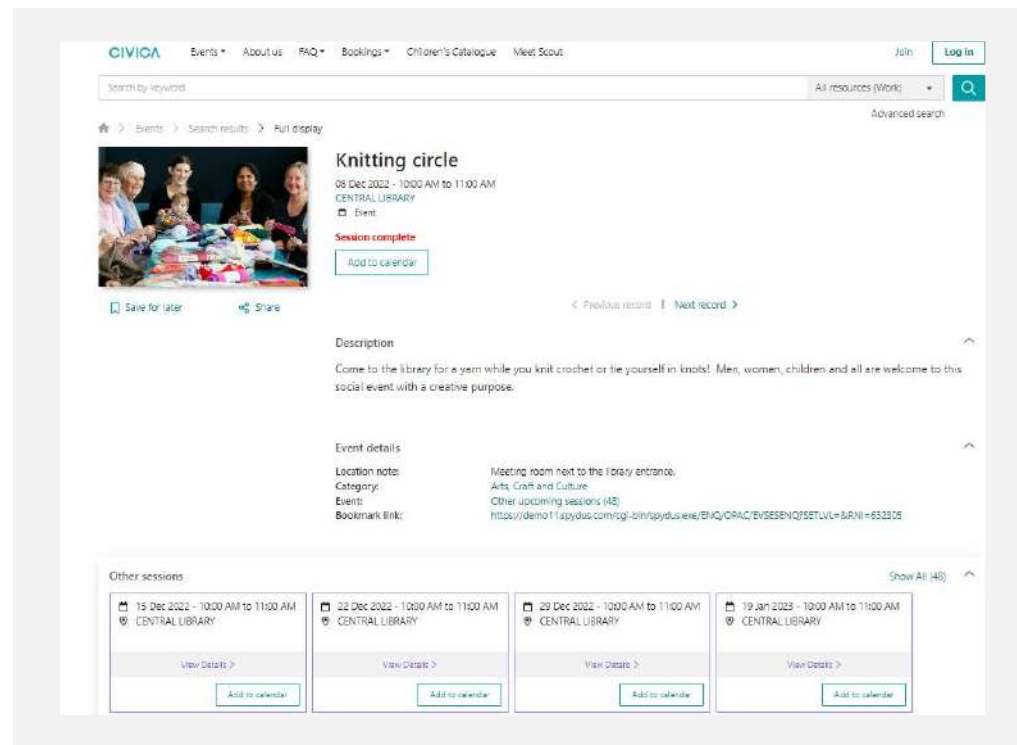 CIVICA Events About us FAQ Bookings Children's Catalogue Meet Scout Join Log in
Search by keyword All resources (Work)
Advanced search
Events > Search results > Full display
Knitting circle
08 Dec 2022 - 10:00 AM to 11:00 AM
CENTRAL LIBRARY
Event
Session complete
Add to calendar
Save for later Share < Previous record | Next record >
Description
Come to the library for a yarn while you knit crochet or tie yourself in knots! Men, women, children and all are welcome to this
social event with a creative purpose.
Event details
Location note: Meeting room next to the library entrance.
Category: Arts, Craft and Culture
Event: Other upcoming sessions (48)
Bookmark link: https://demo11.spydus.com/cgi-bin/spydus.exe/ENQ/OPAC/EVSESENQ?SETLVL=&RNI=632305
Other sessions Show All (48)
15 Dec 2022 - 10:00 AM to 11:00 AM 22 Dec 2022 - 10:00 AM to 11:00 AM 29 Dec 2022 - 10:00 AM to 11:00 AM 19 Jan 2023 - 10:00 AM to 11:00 AM
CENTRAL LIBRARY CENTRAL LIBRARY CENTRAL LIBRARY CENTRAL LIBRARY
View Details > View Details > View Details > View Details >
Add to calendar Add to calendar Add to calendar Add to calendar